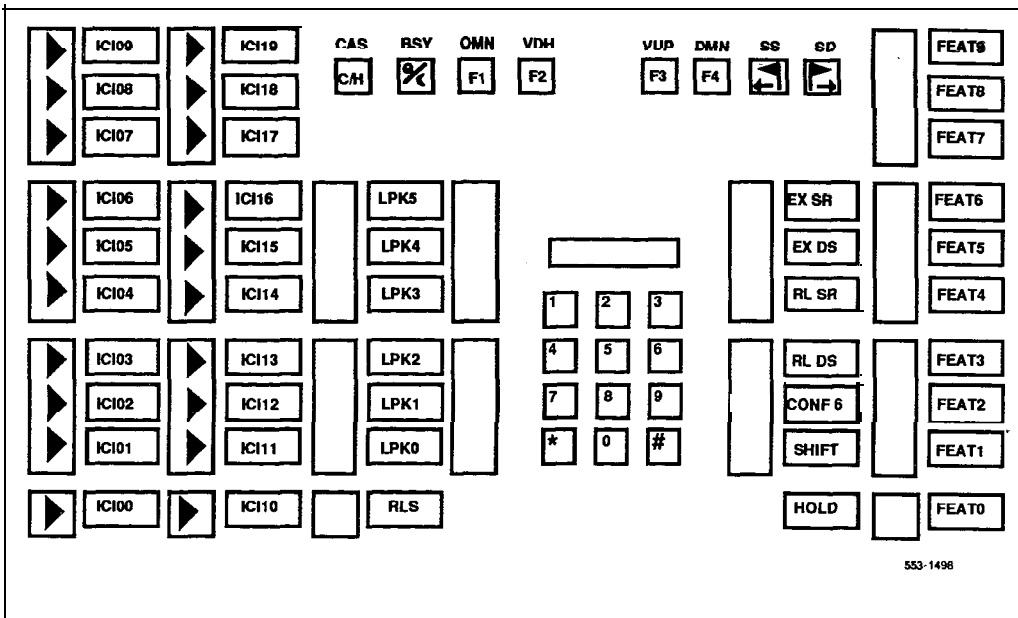 CAS BSY OMN VDH VUP DMN SS SD
ICI09 ICI19 C/H F1 F2 F3 F4 FEAT9
ICI08 ICI18 FEAT8
ICI07 ICI17 FEAT7
ICI06 ICI16 LPK5 EX SR FEAT6
ICI05 ICI15 LPK4 EX DS FEAT5
ICI04 ICI14 LPK3 RL SR FEAT4
1 2 3
ICI03 ICI13 LPK2 4 5 6 RL DS FEAT3
ICI02 ICI12 LPK1 7 8 9 CONF 6 FEAT2
ICI01 ICI11 LPK0 * 0 # SHIFT FEAT1
ICI00 ICI10 RLS HOLD FEAT0
553-1496